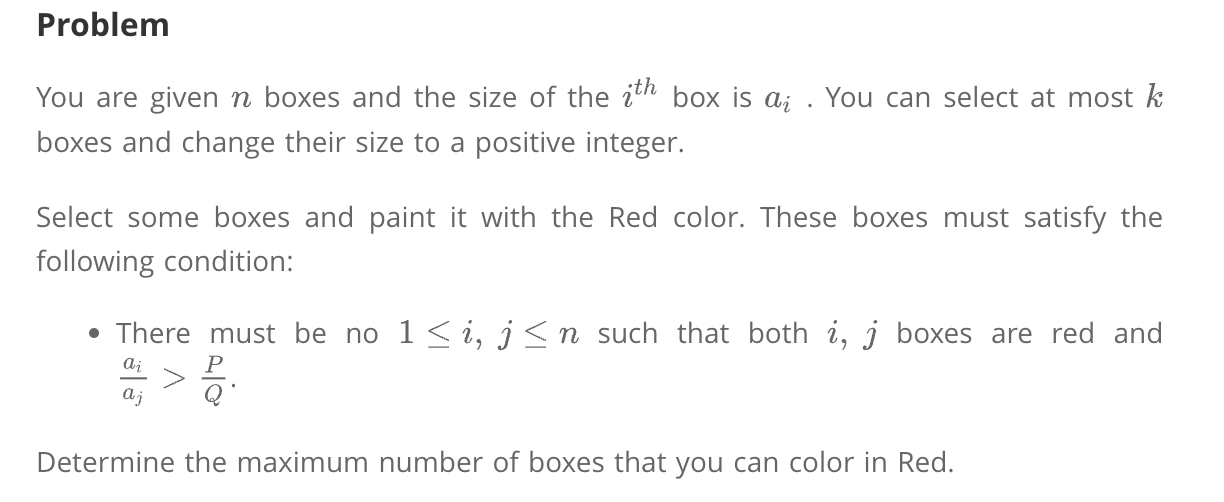 Problem
You are given n boxes and the size of the i^{th} box is a_i . You can select at most k
boxes and change their size to a positive integer.
Select some boxes and paint it with the Red color. These boxes must satisfy the
following condition:
• There must be no 1 ≤ i, j ≤ n such that both i, j boxes are red and
\frac{a_i}{a_j} > \frac{P}{Q}.
Determine the maximum number of boxes that you can color in Red.